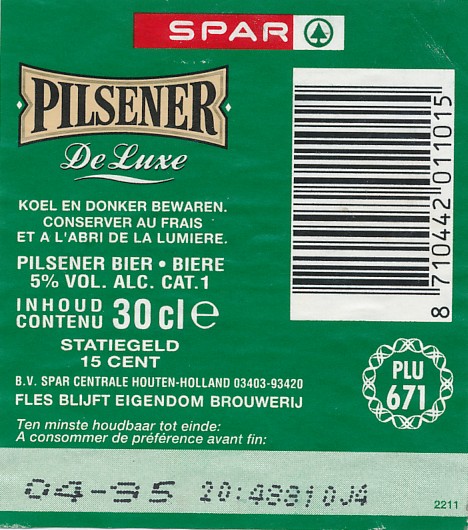 SPAR
PILSENER
De Luxe
KOEL EN DONKER BEWAREN.
CONSERVER AU FRAIS
ET A L'ABRI DE LA LUMIERE.
PILSENER BIER • BIERE
5% VOL. ALC. CAT.1
INHOUD
CONTENU 30 cl e
STATIEGELD
15 CENT
B.V. SPAR CENTRALE HOUTEN-HOLLAND 03403-93420
FLES BLIJFT EIGENDOM BROUWERIJ
Ten minste houdbaar tot einde:
A consommer de préférence avant fin:
04-95 20:48810J4
8 710442 011015
PLU
671
2211